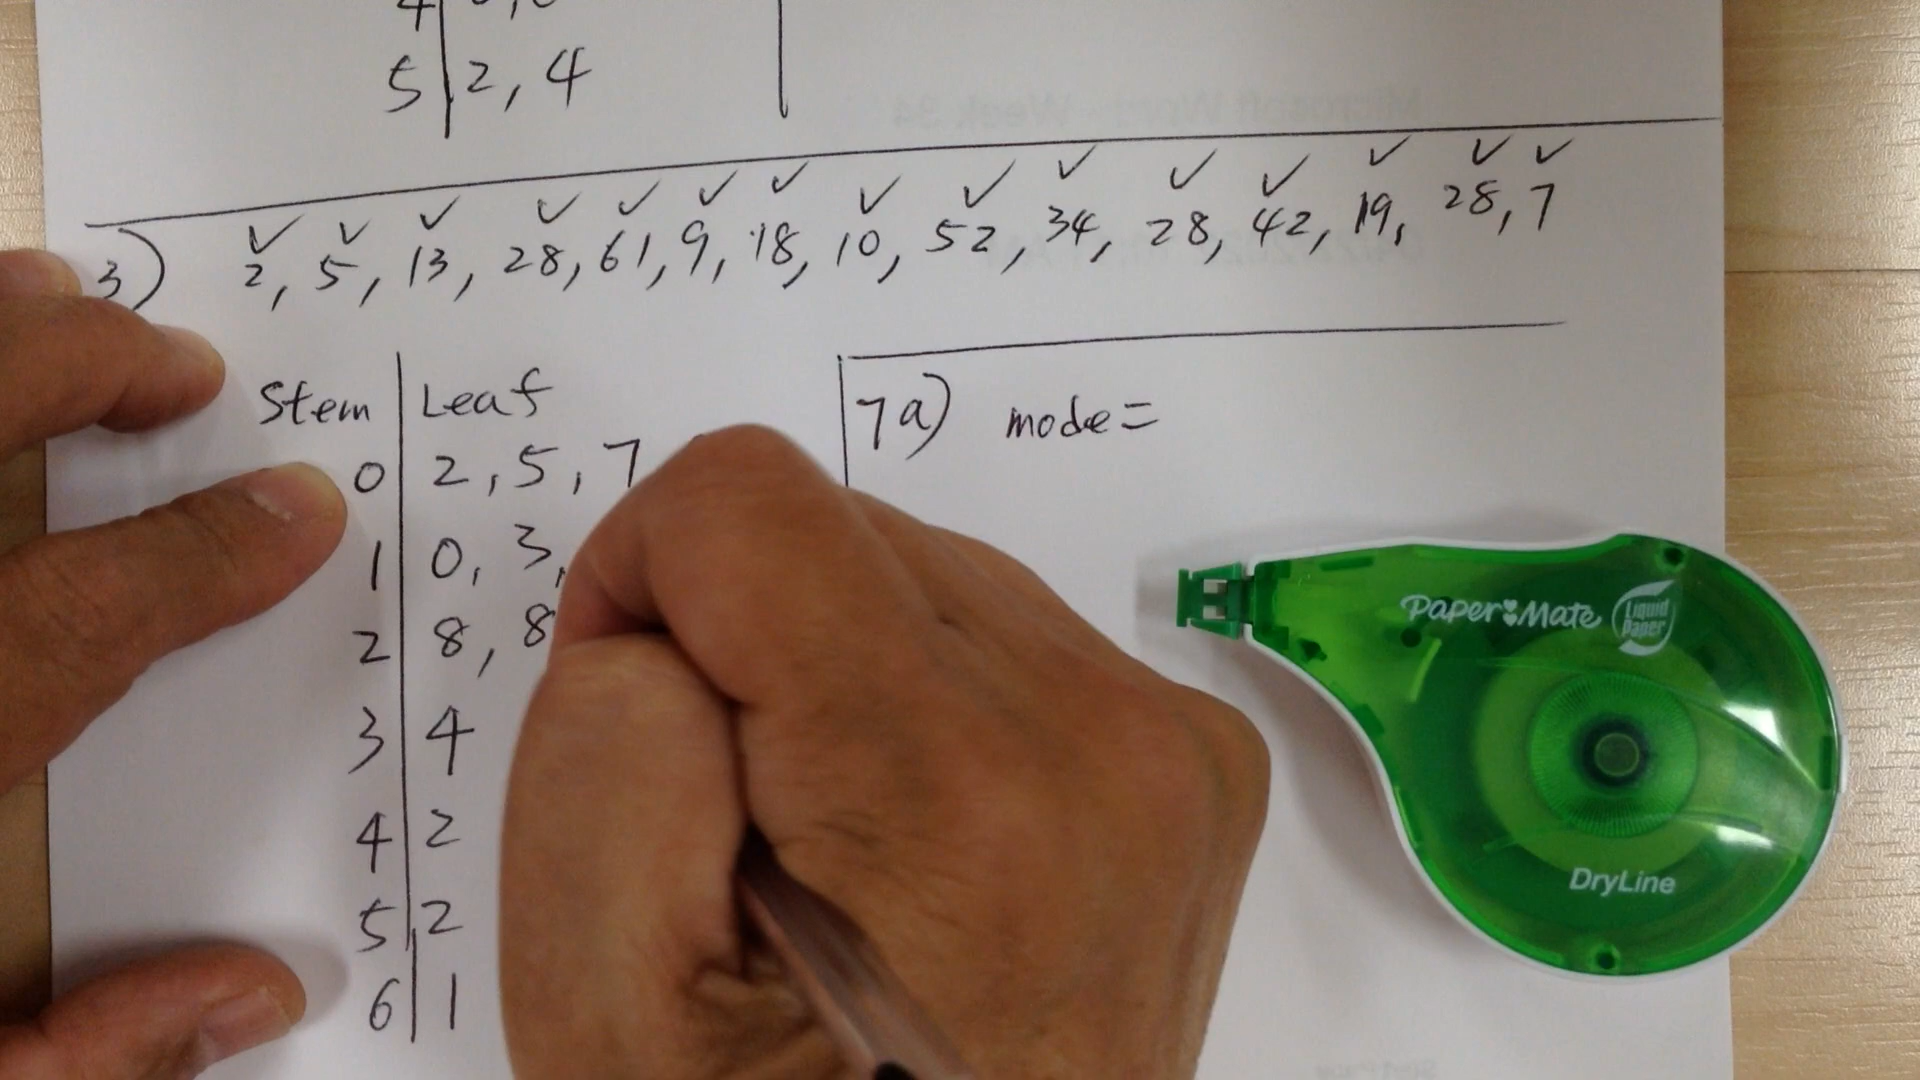 4
5 2, 4
3) 2, 5, 13, 28, 61, 9, 18, 10, 52, 34, 28, 42, 19, 28, 7
Stem Leaf
0 2, 5, 7
1 0, 3,
2 8, 8
3 4
4 2
5 2
6 1
7a) mode=
Paper Mate
Liquid Paper
DryLine